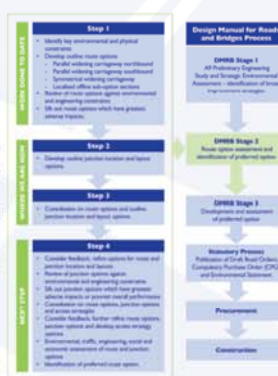 WORK DONE TO DATE
Step 1
Identify key environmental and physical
constraints
Develop outline route options
- Parallel widening carriageway northbound
- Parallel widening carriageway southbound
- Symmetrical widening carriageway
- Localised offline sub-option sections
Review of route options against environmental
and engineering constraints
Sift out route options which have greatest
adverse impacts.
WHERE WE ARE NOW
Step 2
Develop outline junction location and layout
options.
Step 3
Consultation on route options and outline
junction location and layout options.
NEXT STEP
Step 4
Consider feedback, refine options for route and
junction location and layouts
Review of junction options against
environmental and engineering constraints
Sift out junction options which have greatest
adverse impacts or poorest overall performance
Consultation on route options, junction options
and access strategies
Consider feedback, further refine route options,
junction options and develop access strategy
options
Environmental, traffic, engineering, social and
economic assessment of route and junction
options
Identification of preferred route option.
Design Manual for Roads
and Bridges Process
DMRB Stage 1
A9 Preliminary Engineering
Study and Strategic Environmental
Assessment - identification of broad
improvement strategies
DMRB Stage 2
Route option assessment and
identification of preferred option
DMRB Stage 3
Development and assessment
of preferred option
Statutory Process
Publication of Draft Road Orders,
Compulsory Purchase Order (CPO)
and Environmental Statement
Procurement
Construction